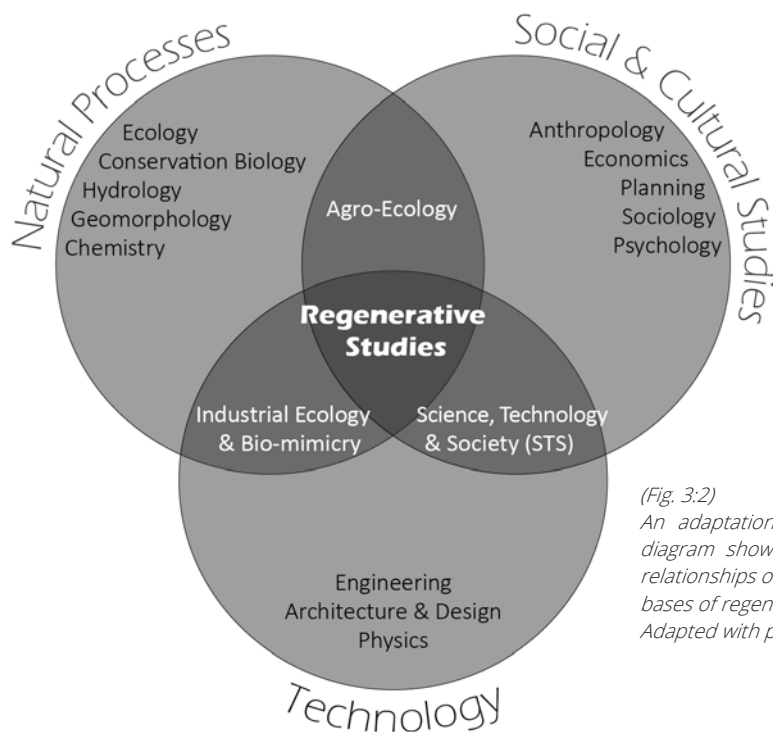 Natural Processes
Social & Cultural Studies
Ecology
Conservation Biology
Hydrology
Geomorphology
Chemistry
Anthropology
Economics
Planning
Sociology
Psychology
Agro-Ecology
Regenerative
Studies
Industrial Ecology
& Bio-mimicry
Science, Technology
& Society (STS)
Engineering
Architecture & Design
Physics
Technology
(Fig. 3:2)
An adaptation
diagram show
relationships o
bases of regen
Adapted with p